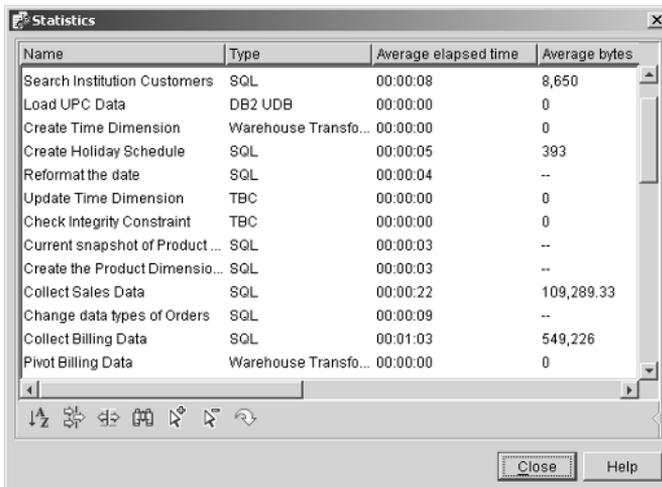 Statistics
Name Type Average elapsed time Average bytes
Search Institution Customers SQL 00:00:08 8,650
Load UPC Data DB2 UDB 00:00:00 0
Create Time Dimension Warehouse Transfo... 00:00:00 0
Create Holiday Schedule SQL 00:00:05 393
Reformat the date SQL 00:00:04 --
Update Time Dimension TBC 00:00:00 0
Check Integrity Constraint TBC 00:00:00 0
Current snapshot of Product ... SQL 00:00:03 --
Create the Product Dimensio... SQL 00:00:03 --
Collect Sales Data SQL 00:00:22 109,289.33
Change data types of Orders SQL 00:00:09 --
Collect Billing Data SQL 00:01:03 549,226
Pivot Billing Data Warehouse Transfo... 00:00:00 0
Close Help